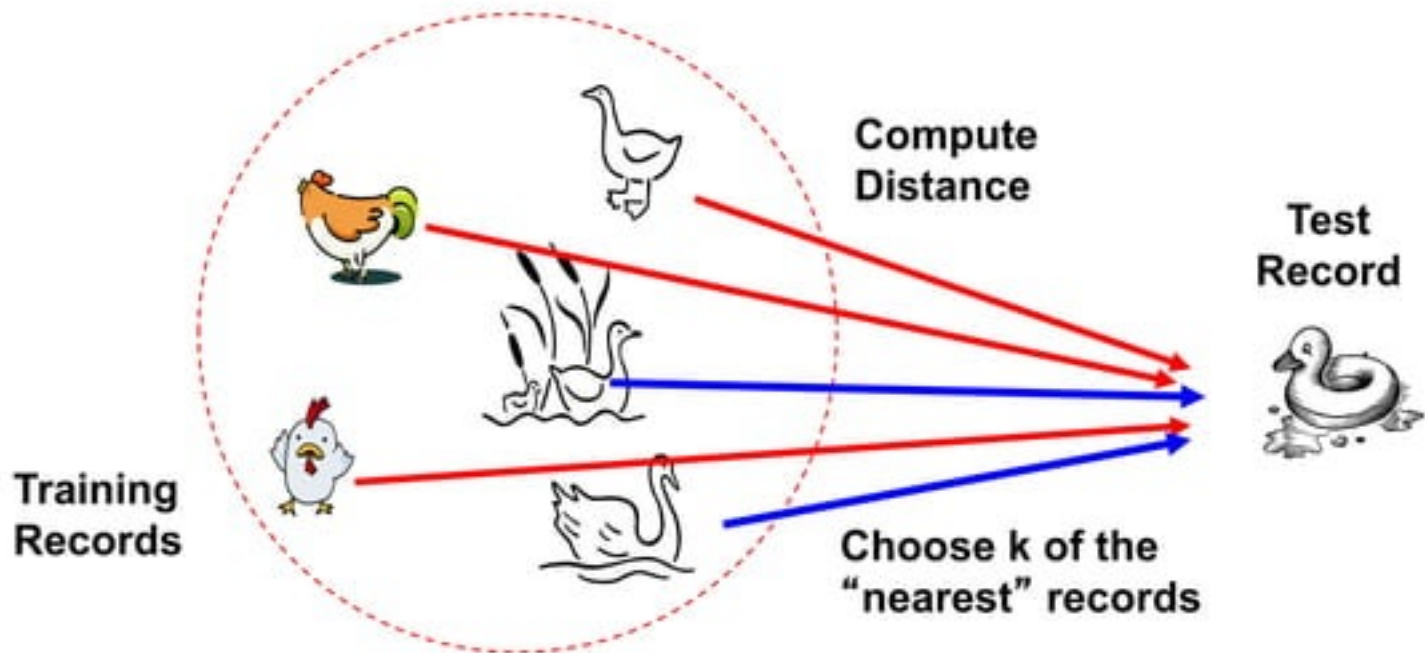 Compute
Distance
Test
Record
Training
Records
Choose k of the
“nearest” records